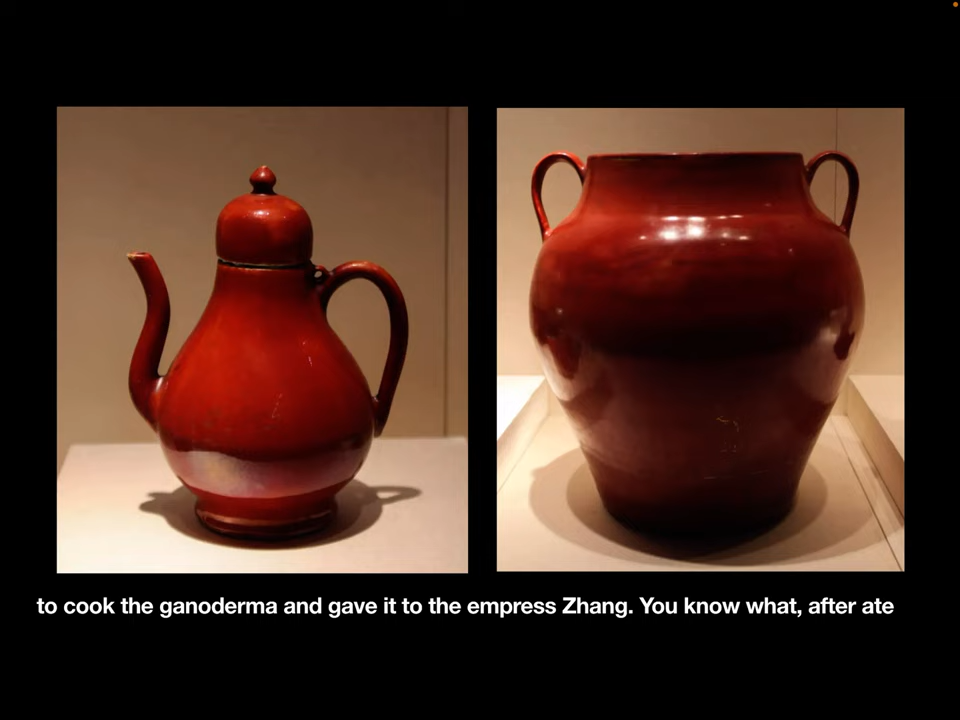 to cook the ganoderma and gave it to the empress Zhang. You know what, after ate